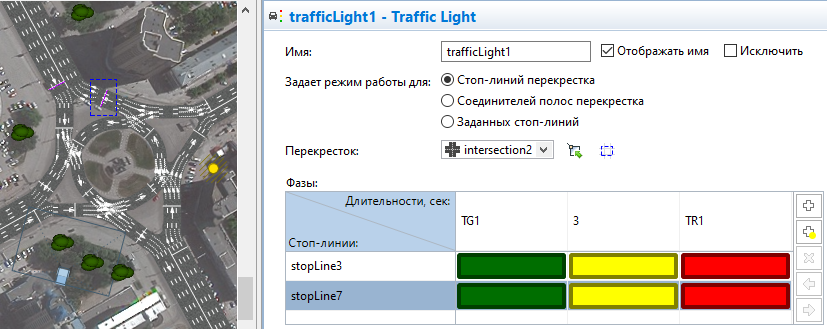 trafficLight1 - Traffic Light
Имя: trafficLight1 Отображать имя Исключить
Задает режим работы для: Стоп-линий перекрестка
Соединителей полос перекрестка
Заданных стоп-линий
Перекресток: intersection2
Фазы:
Длительности, сек: TG1 3 TR1
Стоп-линии:
stopLine3
stopLine7